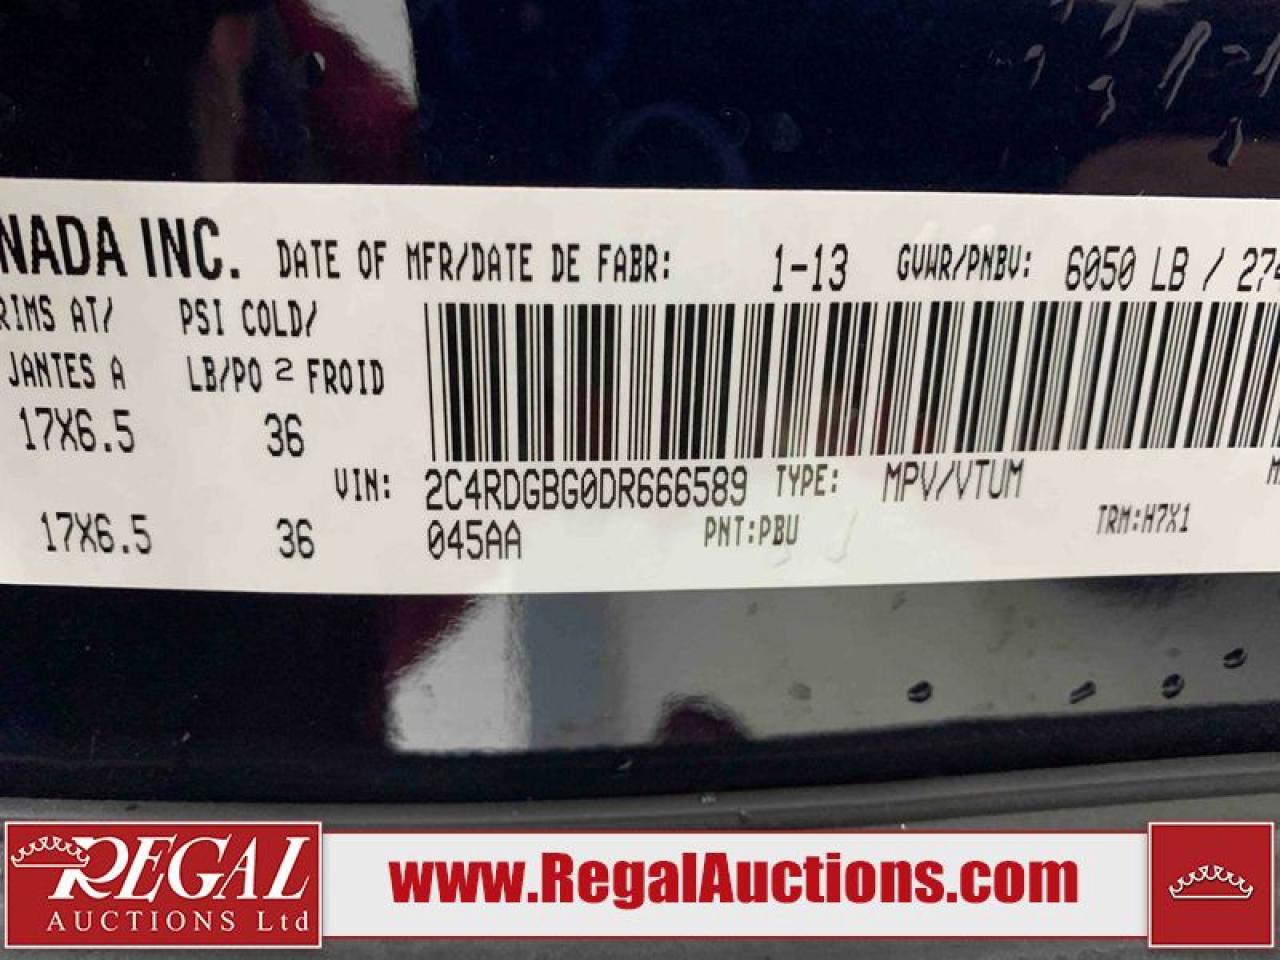 NADA INC. DATE OF MFR/DATE DE FABR: 1-13 GVWR/PNBV: 6050 LB / 274
RIMS AT/ PSI COLD/
JANTES A LB/PO 2 FROID
17X6.5 36
VIN: 2C4RDGBG0DR666589 TYPE: MPV/VTUM M
17X6.5 36 045AA PNT:PBU TRM:H7X1
REGAL
AUCTIONS Ltd
www.RegalAuctions.com